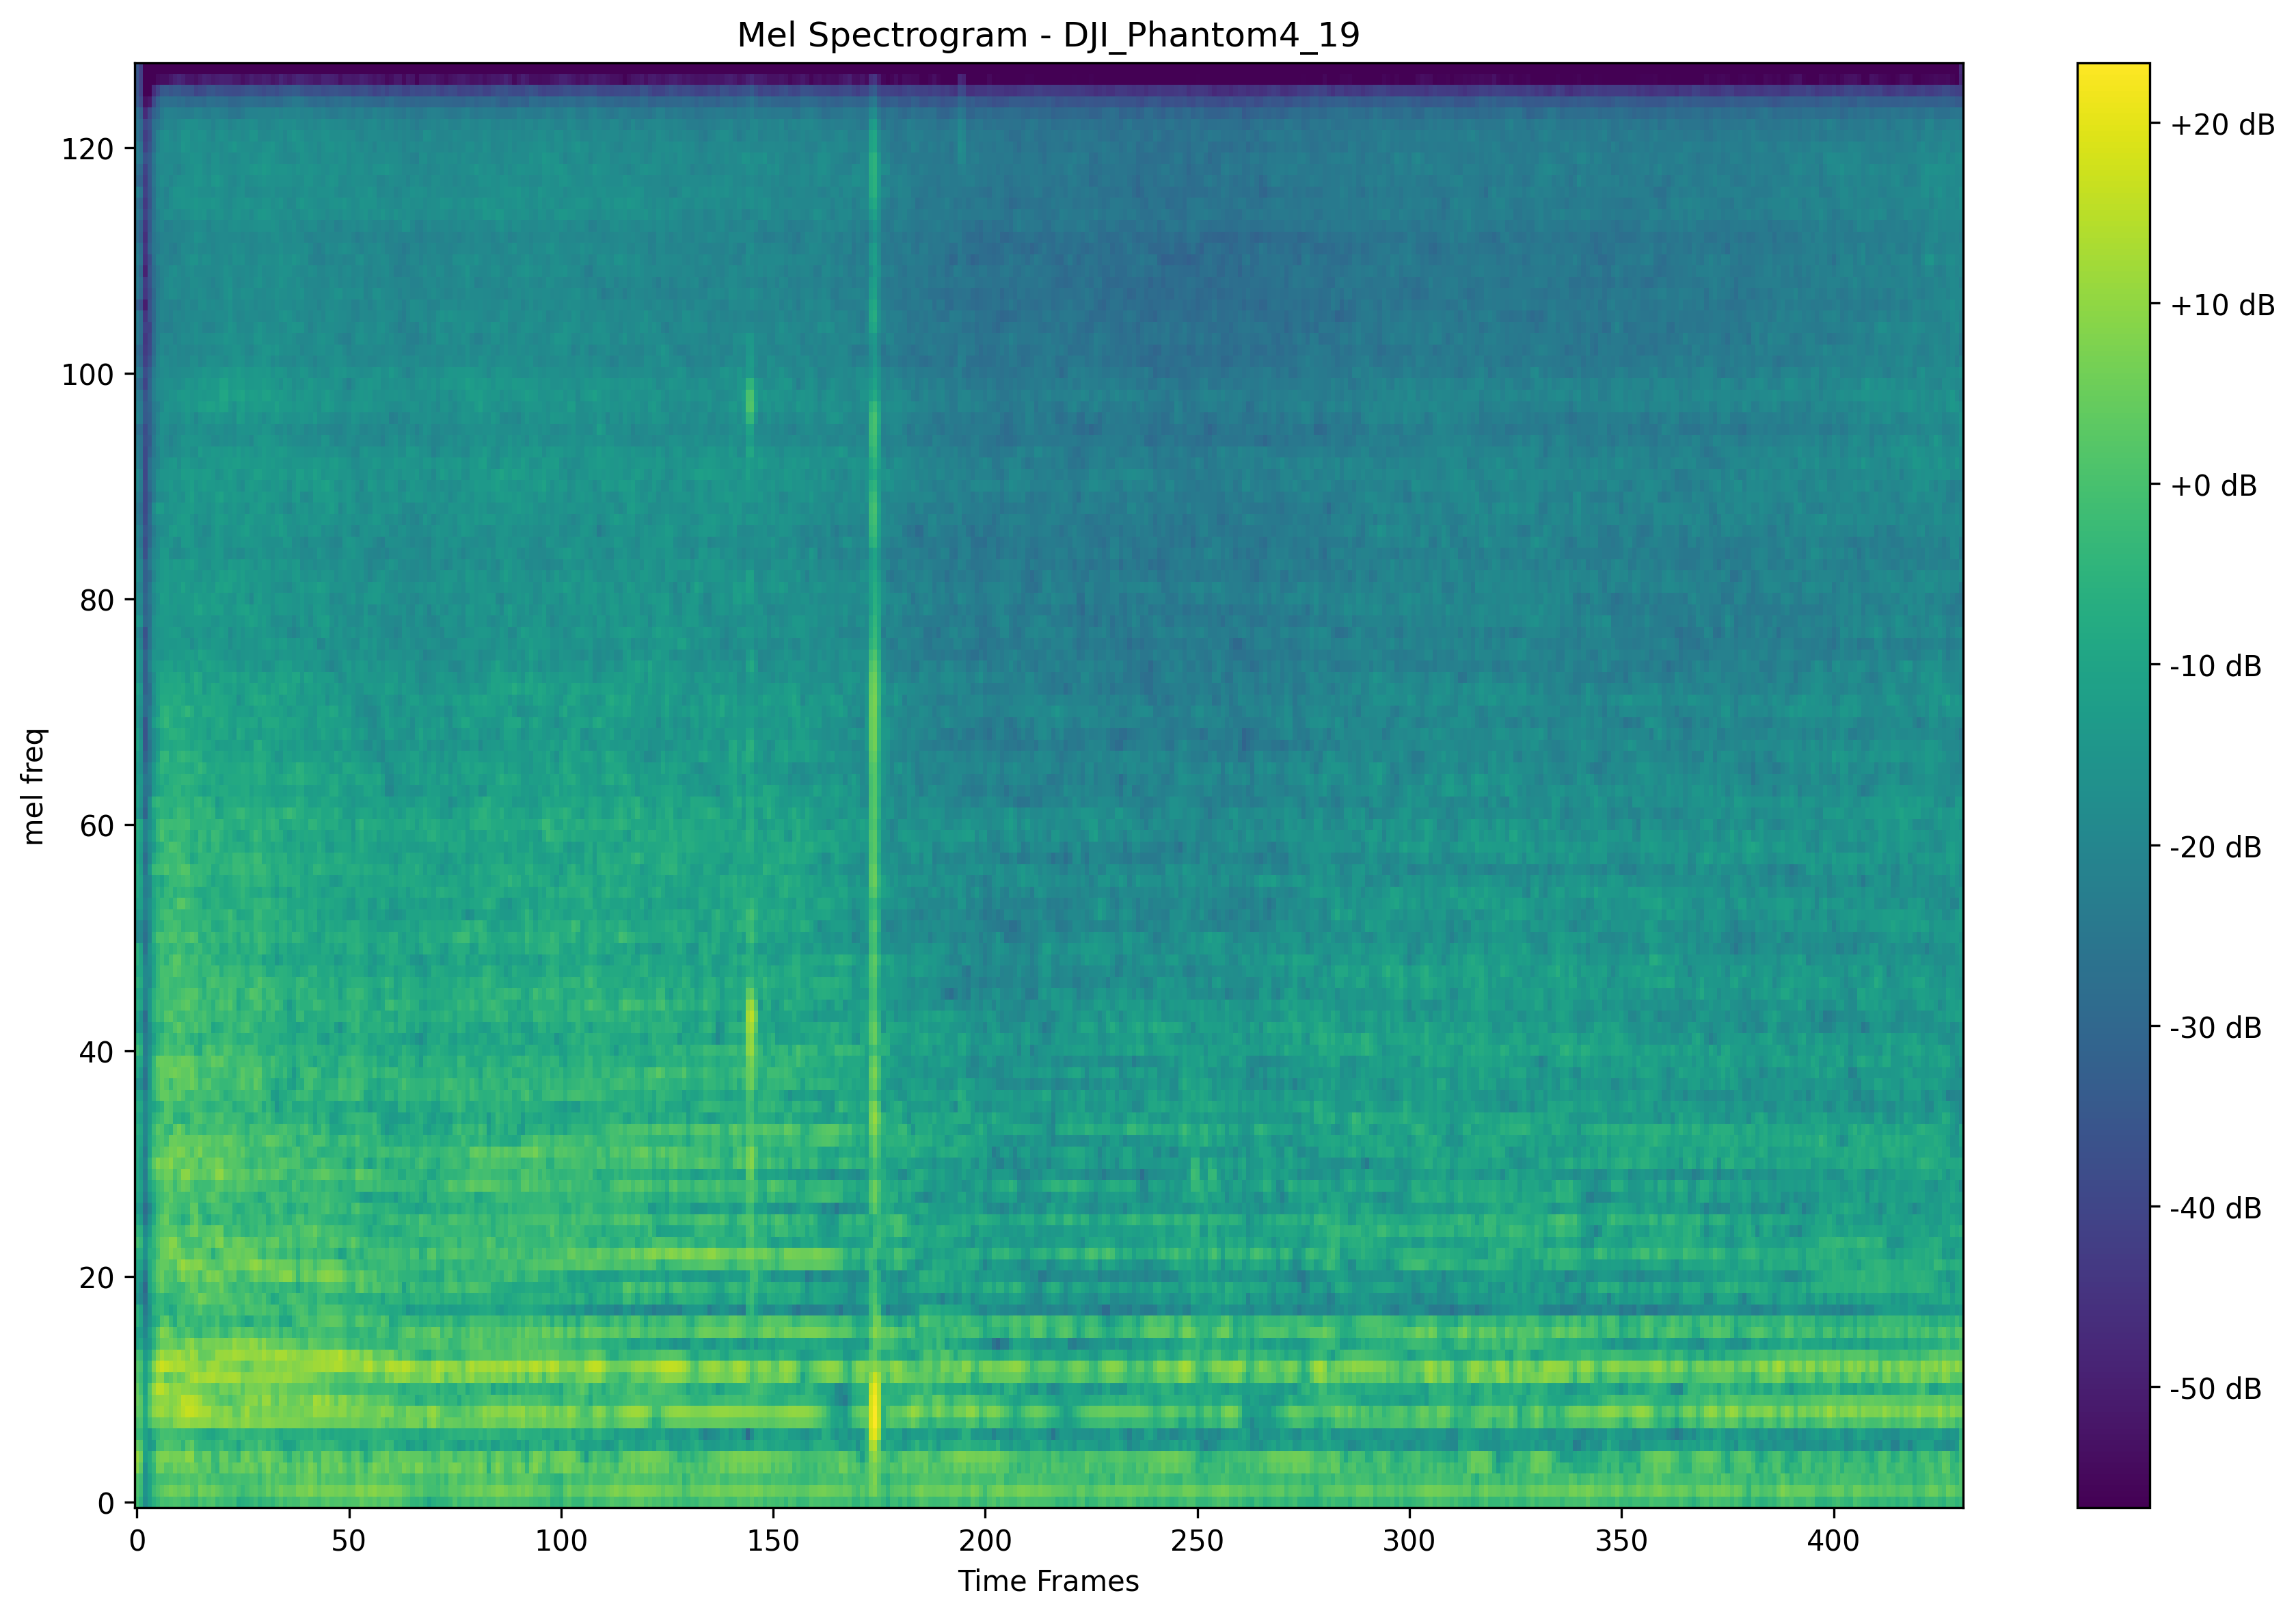 Mel Spectrogram - DJI_Phantom4_19
mel freq
120
100
80
60
40
20
0
0 50 100 150 200 250 300 350 400
Time Frames
+20 dB
+10 dB
+0 dB
-10 dB
-20 dB
-30 dB
-40 dB
-50 dB